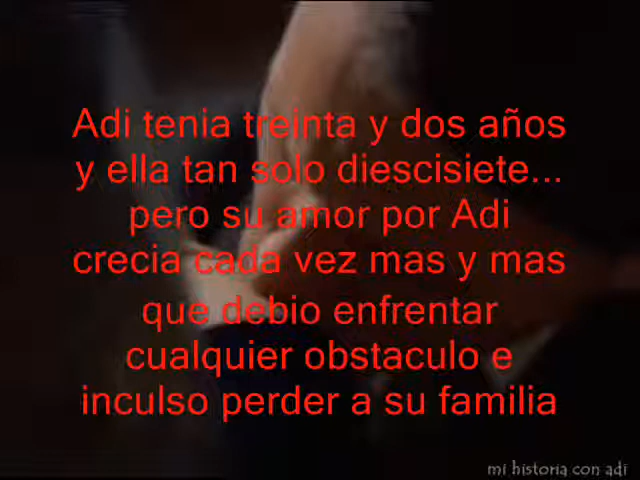 Adi tenia treinta y dos años
y ella tan solo diescisiete...
pero su amor por Adi
crecia cada vez mas y mas
que debio enfrentar
cualquier obstaculo e
inculso perder a su familia
mi historia con adi